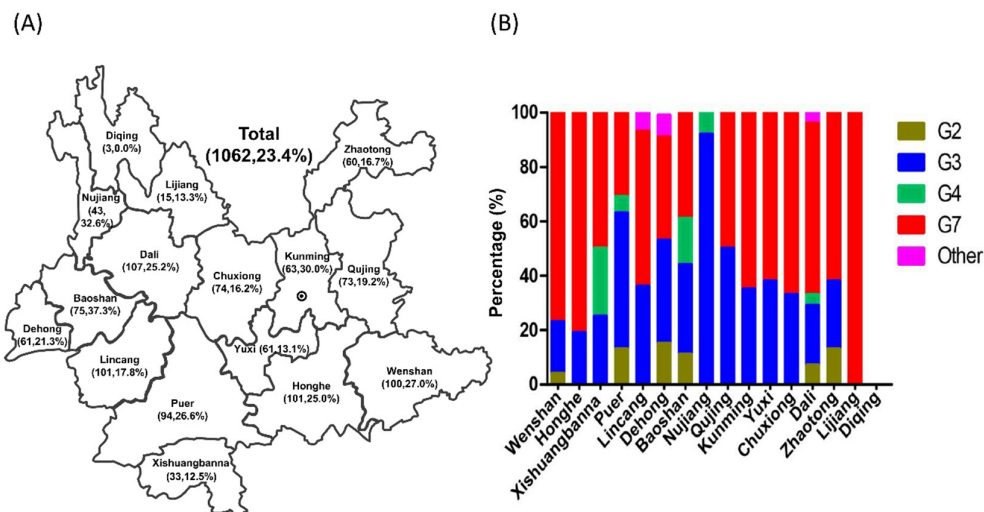 (A)
Diqing
(3,0.0%)
Total
(1062,23.4%)
Zhaotong
(60,16.7%)
Lijiang
(15,13.3%)
Nujiang
(43,
32.6%)
Dali
(107,25.2%)
Chuxiong
(74,16.2%)
Kunming
(63,30.0%)
Qujing
(73,19.2%)
Baoshan
(75,37.3%)
Dehong
(61,21.3%)
Lincang
(101,17.8%)
Yuxi (61,13.1%)
Honghe
(101,25.0%)
Wenshan
(100,27.0%)
Puer
(94,26.6%)
Xishuangbanna
(33,12.5%)
(B)
Percentage (%)
100
80
60
40
20
0
Wenshan
Honghe
Xishuangbanna
Puer
Lincang
Dehong
Baoshan
Nujiang
Qujing
Kunming
Yuxi
Chuxiong
Dali
Zhaotong
Lijiang
Diqing
G2
G3
G4
G7
Other